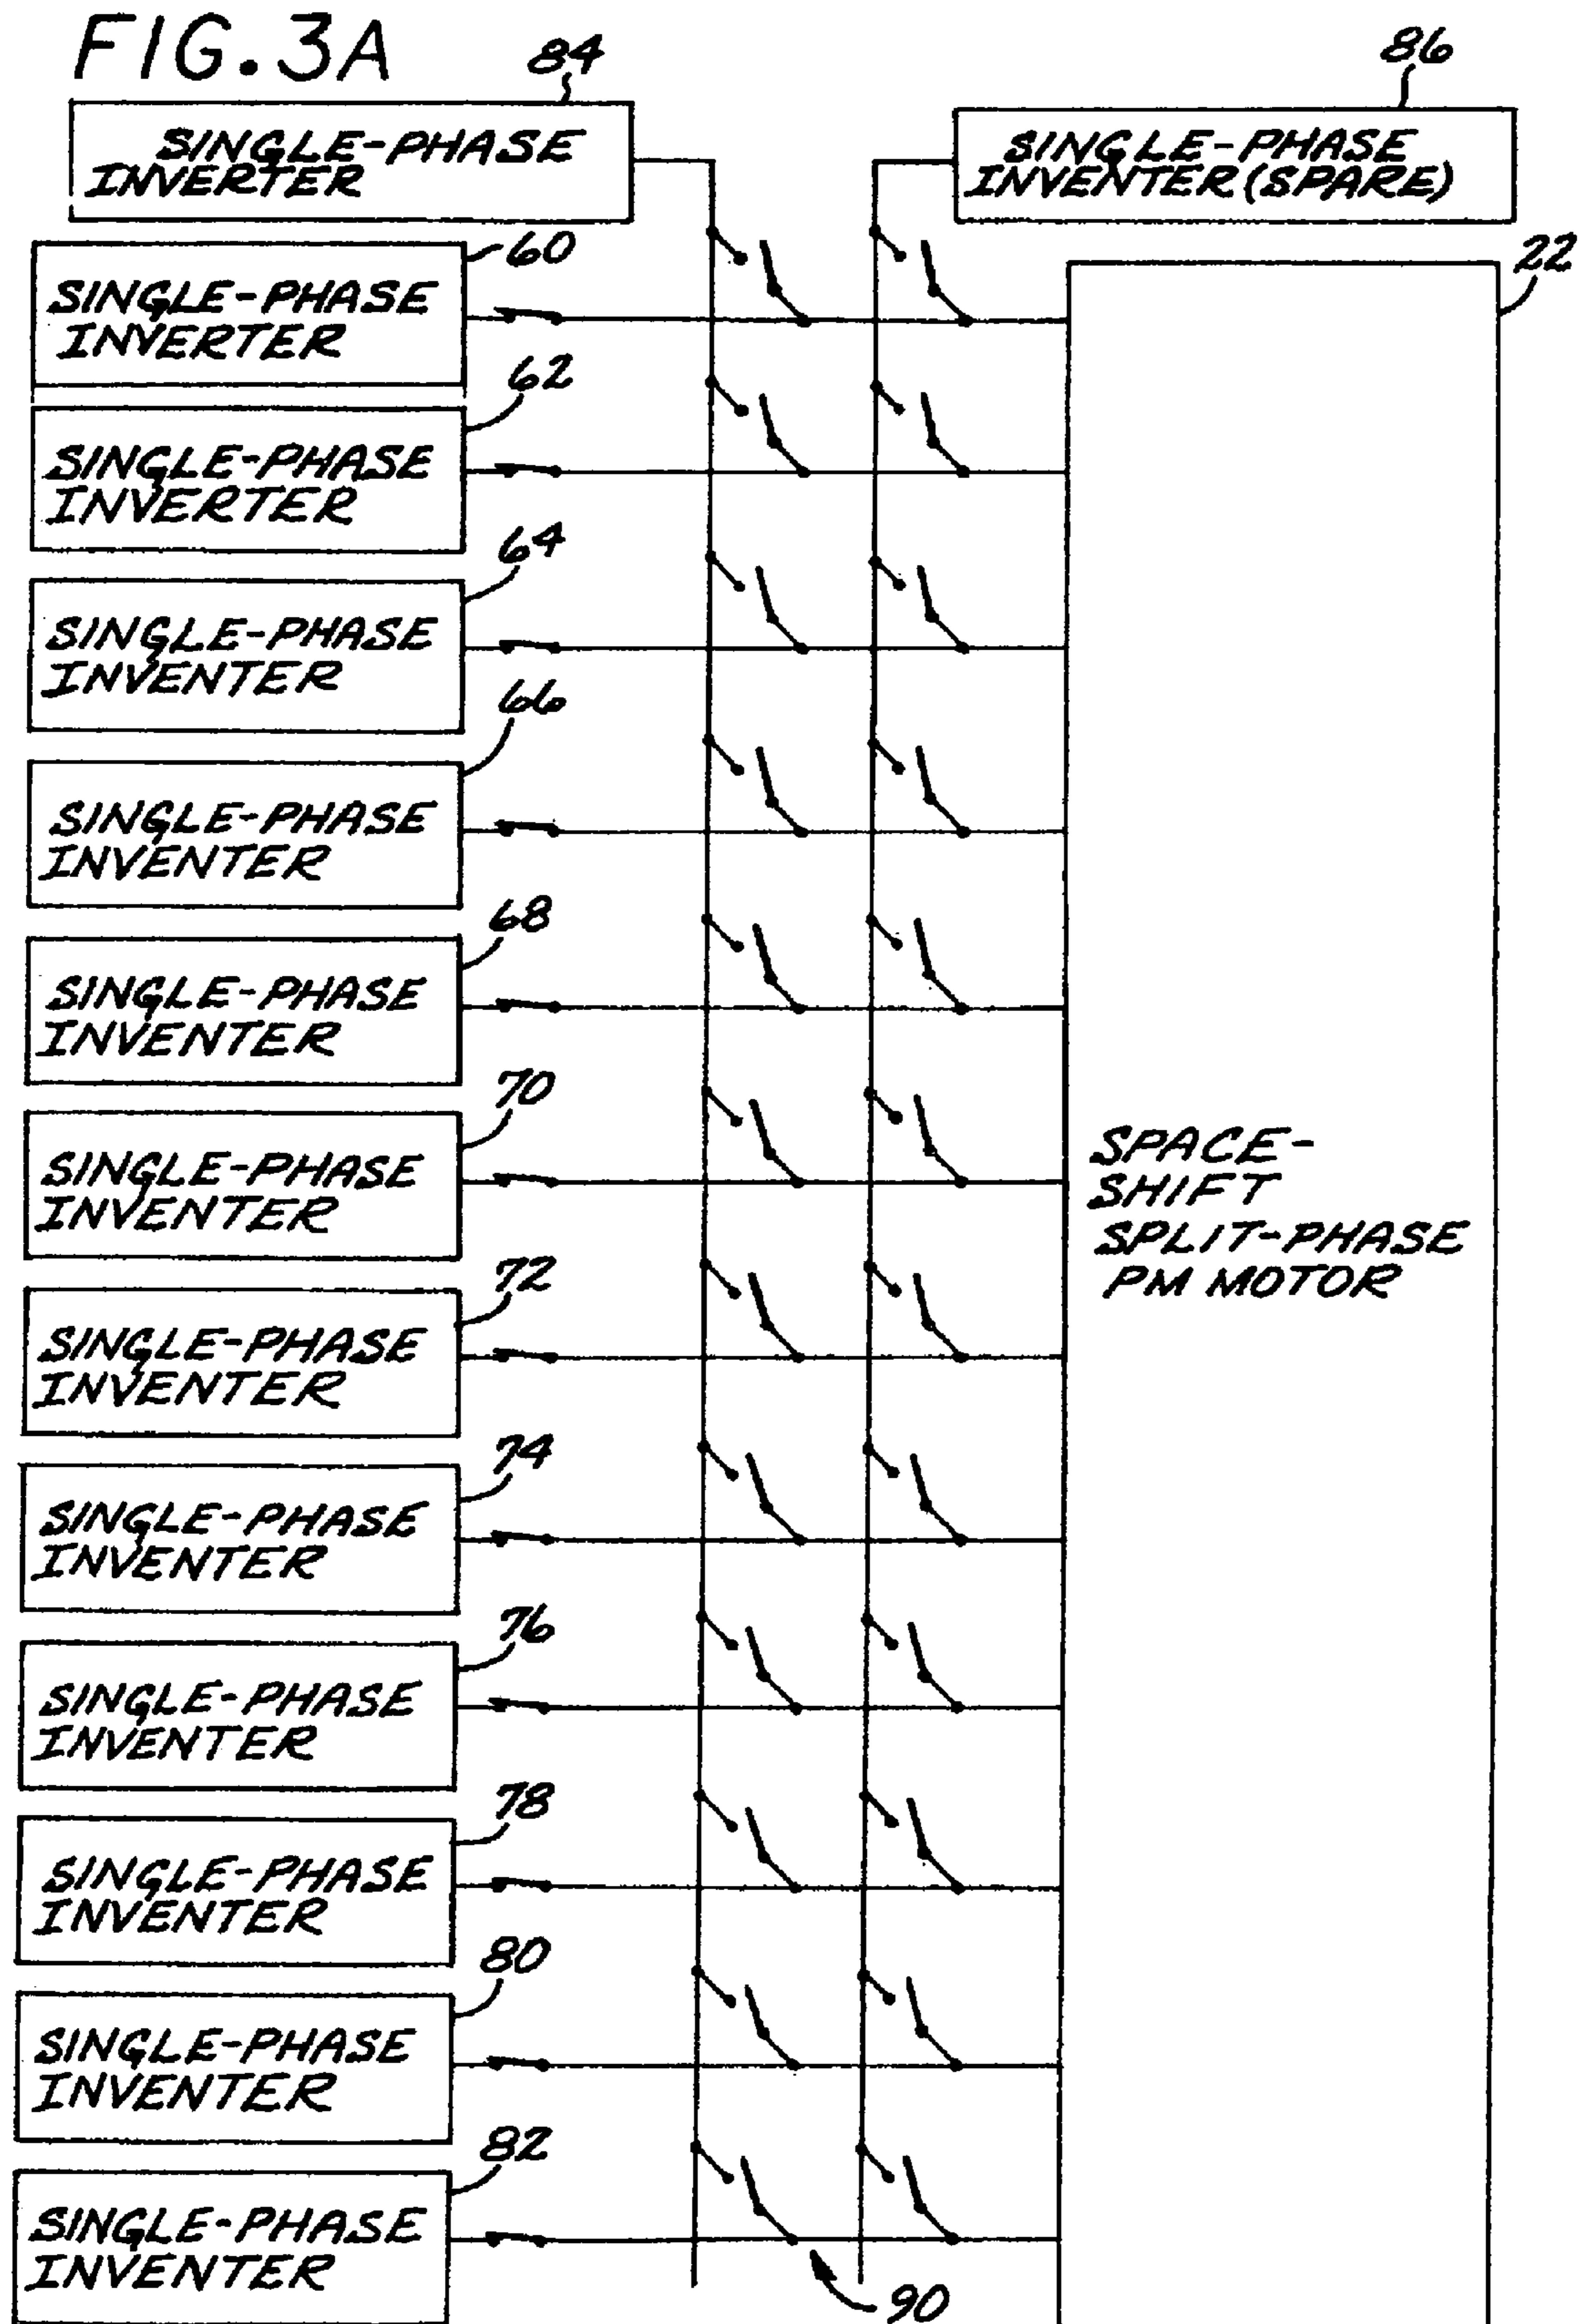 FIG.3A
84
86
SINGLE-PHASE
INVERTER
SINGLE-PHASE
INVENTER (SPARE)
22
60
SINGLE-PHASE
INVERTER
62
SINGLE-PHASE
INVERTER
64
SINGLE-PHASE
INVENTER
66
SINGLE-PHASE
INVENTER
68
SINGLE-PHASE
INVENTER
70
SINGLE-PHASE
INVENTER
SPACE-
SHIFT
SPLIT-PHASE
PM MOTOR
72
SINGLE-PHASE
INVENTER
74
SINGLE-PHASE
INVENTER
76
SINGLE-PHASE
INVENTER
78
SINGLE-PHASE
INVENTER
80
SINGLE-PHASE
INVENTER
82
SINGLE-PHASE
INVENTER
90